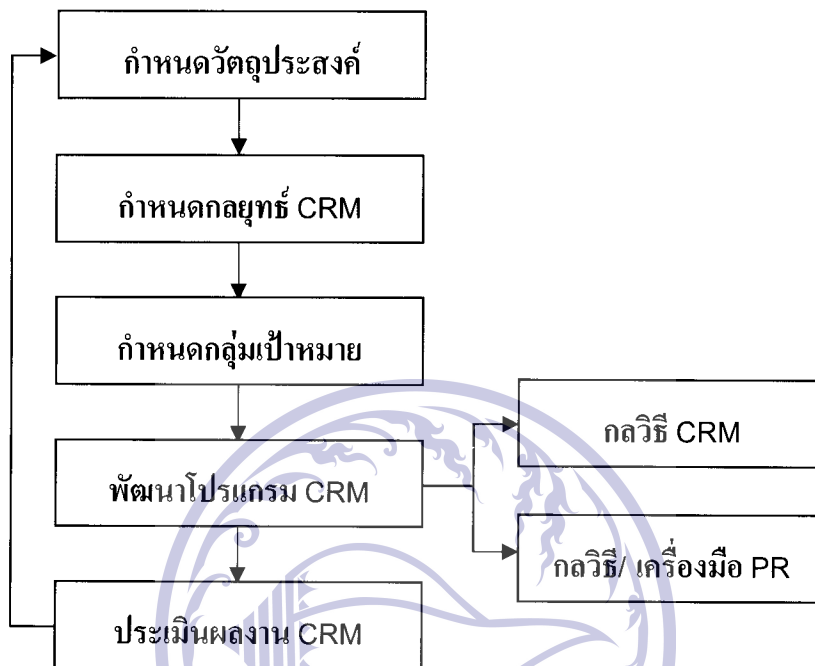 กำหนดวัตถุประสงค์
กำหนดกลยุทธ์ CRM
กำหนดกลุ่มเป้าหมาย
พัฒนาโปรแกรม CRM
กลวิธี CRM
กลวิธี/ เครื่องมือ PR
ประเมินผลงาน CRM